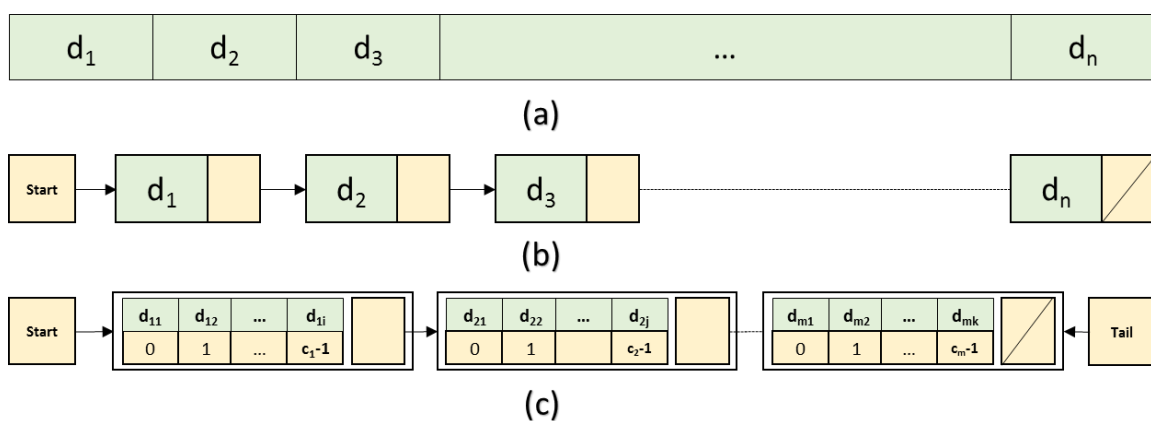 d₁ d₂ d₃ ... dₙ
(a)
Start d₁ d₂ d₃ dₙ
(b)
d₁₁ d₁₂ ... d₁ᵢ d₂₁ d₂₂ ... d₂ⱼ dₘ₁ dₘ₂ ... dₘₖ
Start Tail
0 1 ... c₁-1 0 1 c₂-1 0 1 ... cₘ-1
(c)